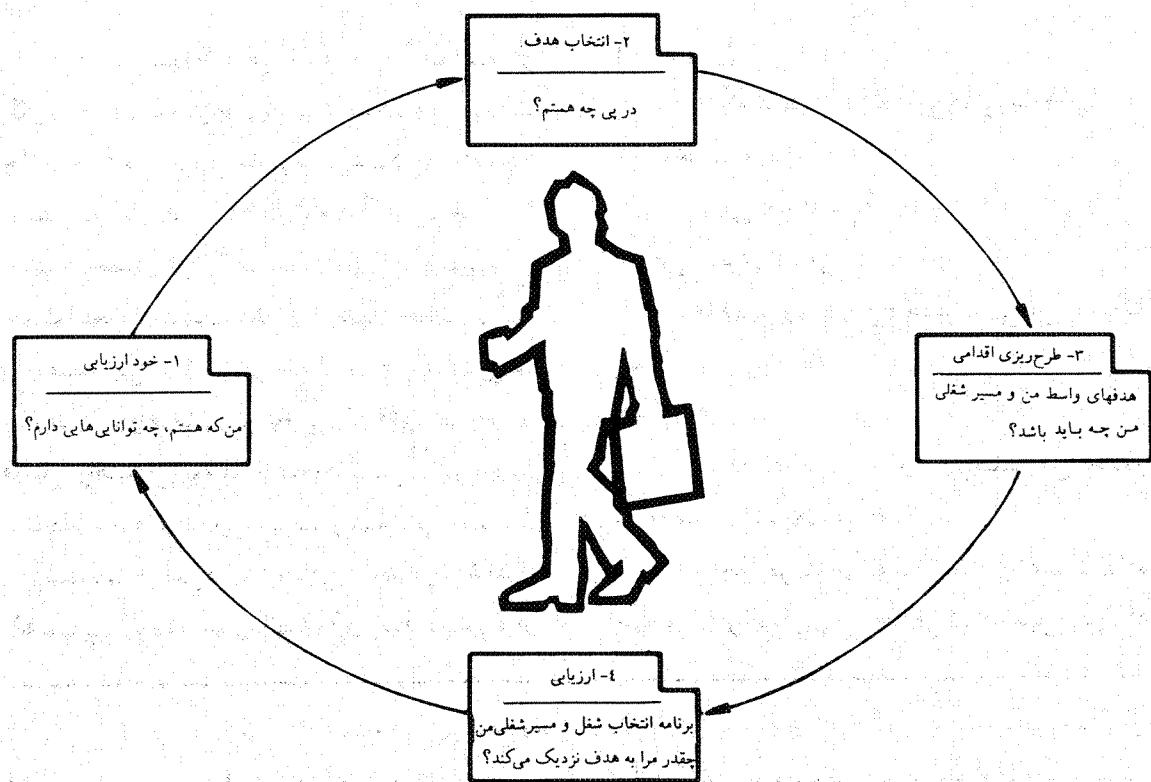 ۱- خود ارزیابی
من که هستم، چه توانایی‌هایی دارم؟
۲- انتخاب هدف
در پی چه هستم؟
۳- طرح‌ریزی اقدامی
هدفهای واسط من و مسیر شغلی
من چه باید باشد؟
٤- ارزیابی
برنامه انتخاب شغل و مسیرشغلی‌من
چقدر مرا به هدف نزدیک می‌کند؟